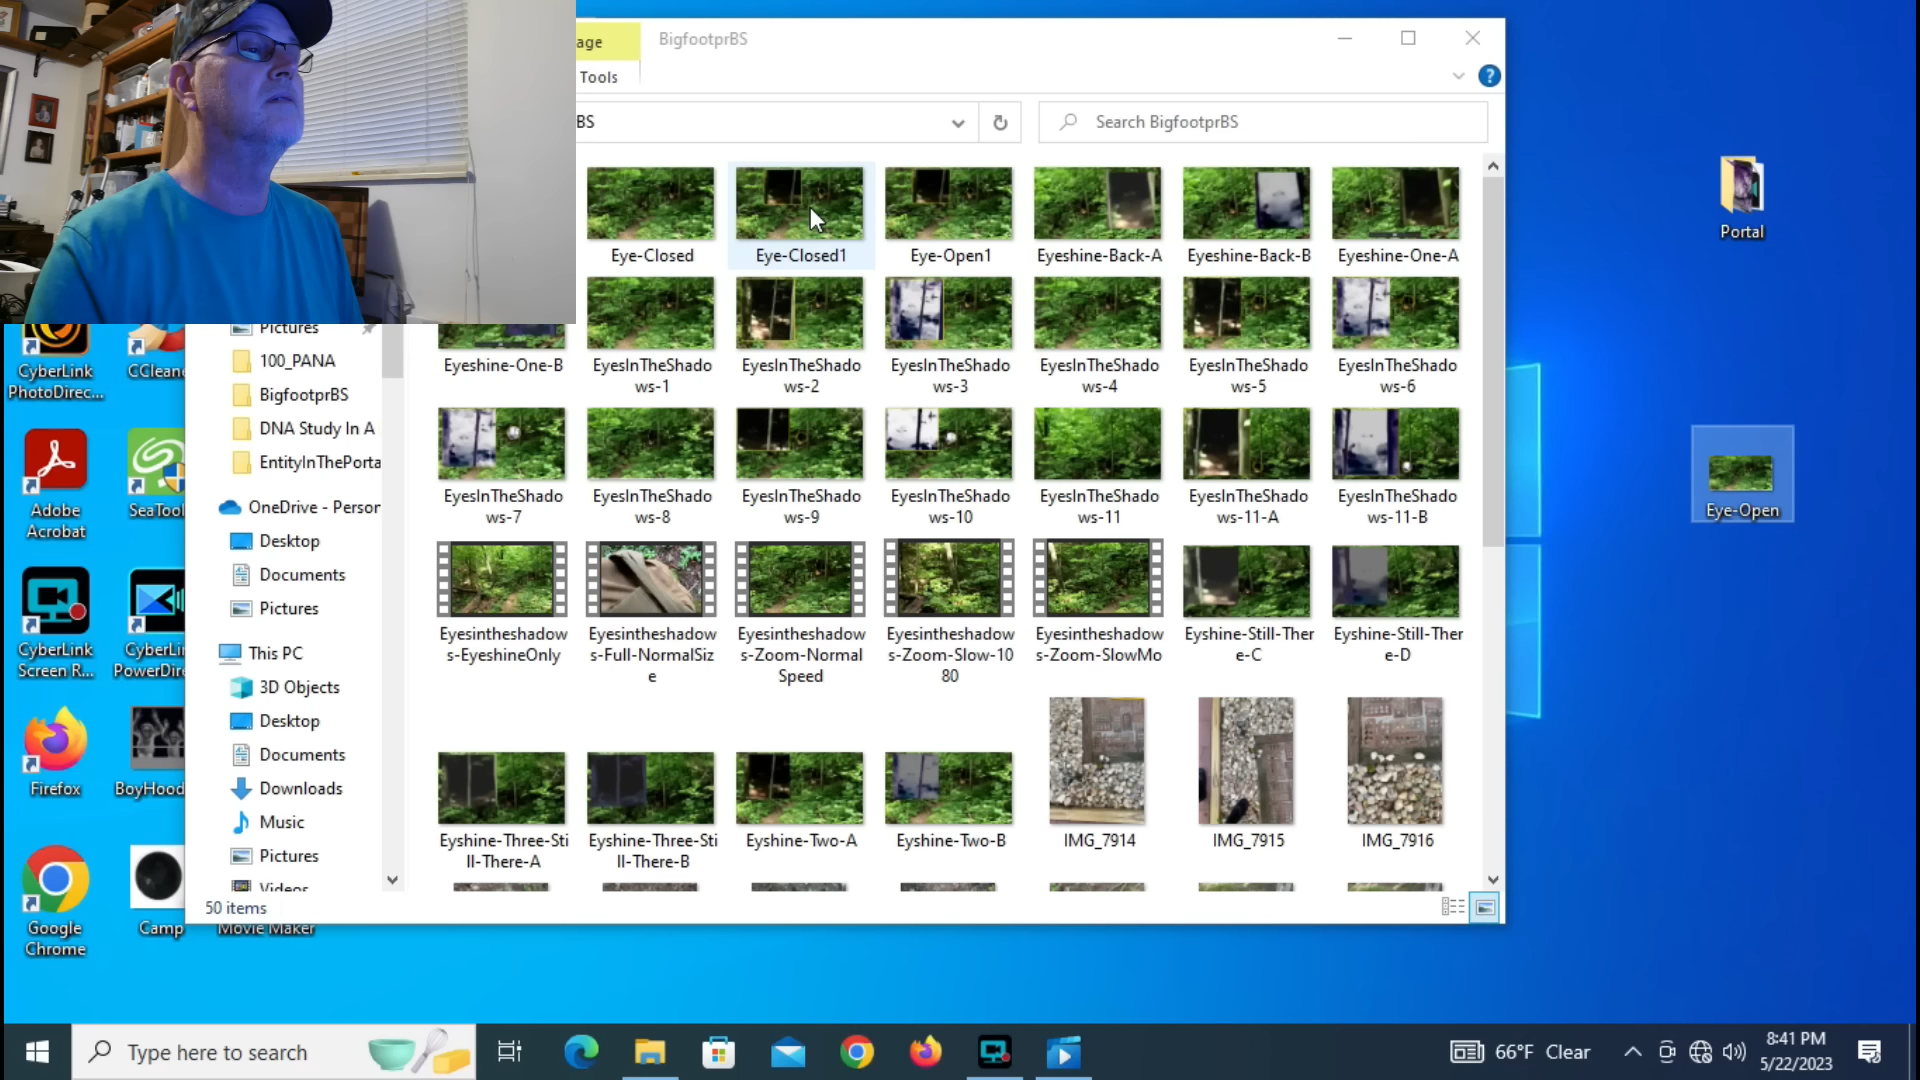 age
BigfootprBS
Tools
BS
Search BigfootprBS
Eye-Closed
Eye-Closed1
Eye-Open1
Eyeshine-Back-A
Eyeshine-Back-B
Eyeshine-One-A
Eyeshine-One-B
EyesInTheShado
ws-1
EyesInTheShado
ws-2
EyesInTheShado
ws-3
EyesInTheShado
ws-4
EyesInTheShado
ws-5
EyesInTheShado
ws-6
EyesInTheShado
ws-7
EyesInTheShado
ws-8
EyesInTheShado
ws-9
EyesInTheShado
ws-10
EyesInTheShado
ws-11
EyesInTheShado
ws-11-A
EyesInTheShado
ws-11-B
Eyesintheshadow
s-EyeshineOnly
Eyesintheshadow
s-Full-NormalSiz
e
Eyesintheshadow
s-Zoom-Normal
Speed
Eyesintheshadow
s-Zoom-Slow-10
80
Eyesintheshadow
s-Zoom-SlowMo
Eyshine-Still-Ther
e-C
Eyshine-Still-Ther
e-D
Eyshine-Three-Sti
ll-There-A
Eyshine-Three-Sti
ll-There-B
Eyshine-Two-A
Eyshine-Two-B
IMG_7914
IMG_7915
IMG_7916
Pictures
100_PANA
BigfootprBS
DNA Study In A
EntityInThePorta
OneDrive - Person
Desktop
Documents
Pictures
This PC
3D Objects
Desktop
Documents
Downloads
Music
Pictures
Videos
50 items
CyberLink
PhotoDirec...
CCleane
Adobe
Acrobat
SeaTool
CyberLink
Screen R...
CyberLin
PowerDire
Firefox
BoyHood
Google
Chrome
Camp
Movie Maker
Portal
Eye-Open
Type here to search
66°F Clear
8:41 PM
5/22/2023